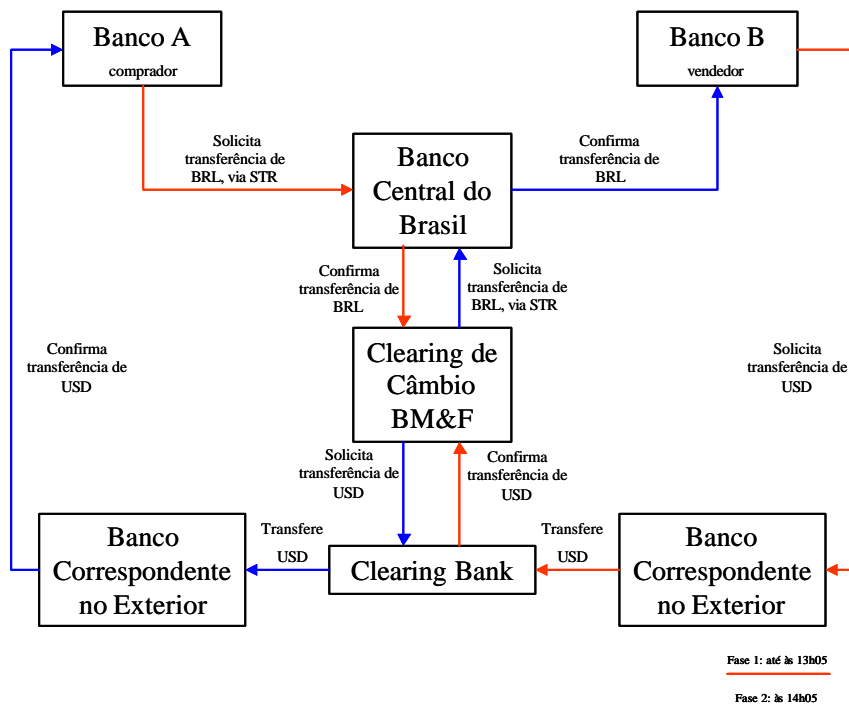 Banco A
comprador
Banco B
vendedor
Solicita
transferência de
BRL, via STR
Banco
Central do
Brasil
Confirma
transferência de
BRL
Confirma
transferência de
BRL
Solicita
transferência de
BRL, via STR
Confirma
transferência de
USD
Clearing de
Câmbio
BM&F
Solicita
transferência de
USD
Solicita
transferência de
USD
Confirma
transferência de
USD
Banco
Correspondente
no Exterior
Transfere
USD
Clearing Bank
Transfere
USD
Banco
Correspondente
no Exterior
Fase 1: até às 13h05
Fase 2: às 14h05